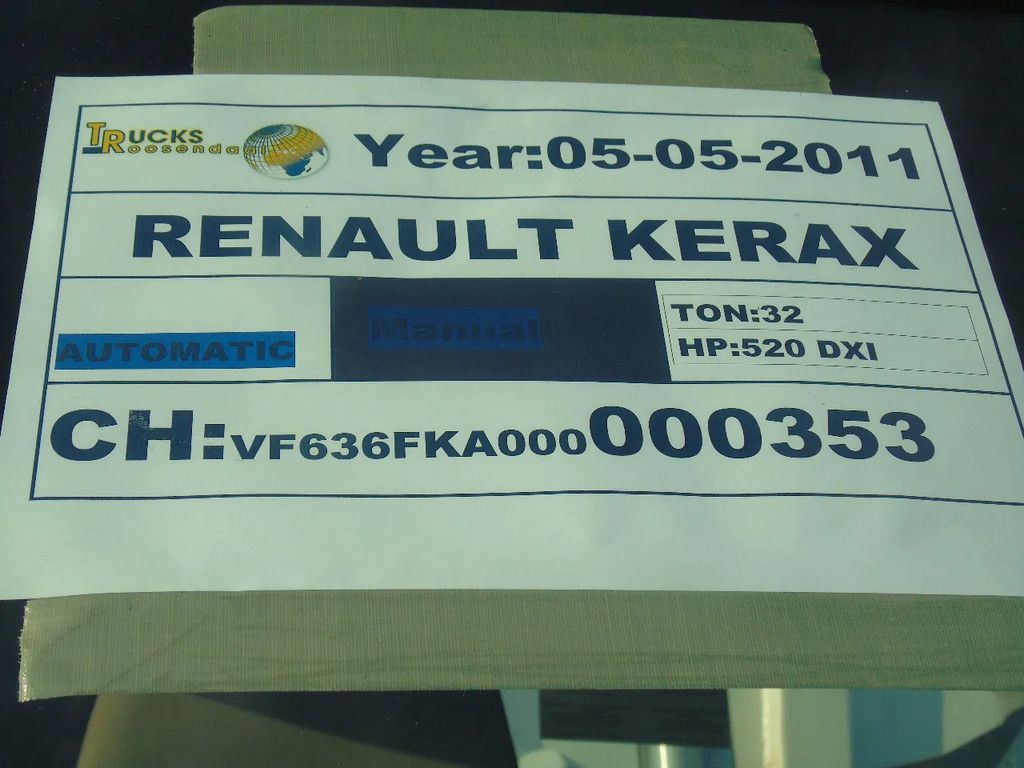 TRUCKS
Roosendaal
Year:05-05-2011
RENAULT KERAX
AUTOMATIC
Manual
TON:32
HP:520 DXI
CH:VF636FKA000000353